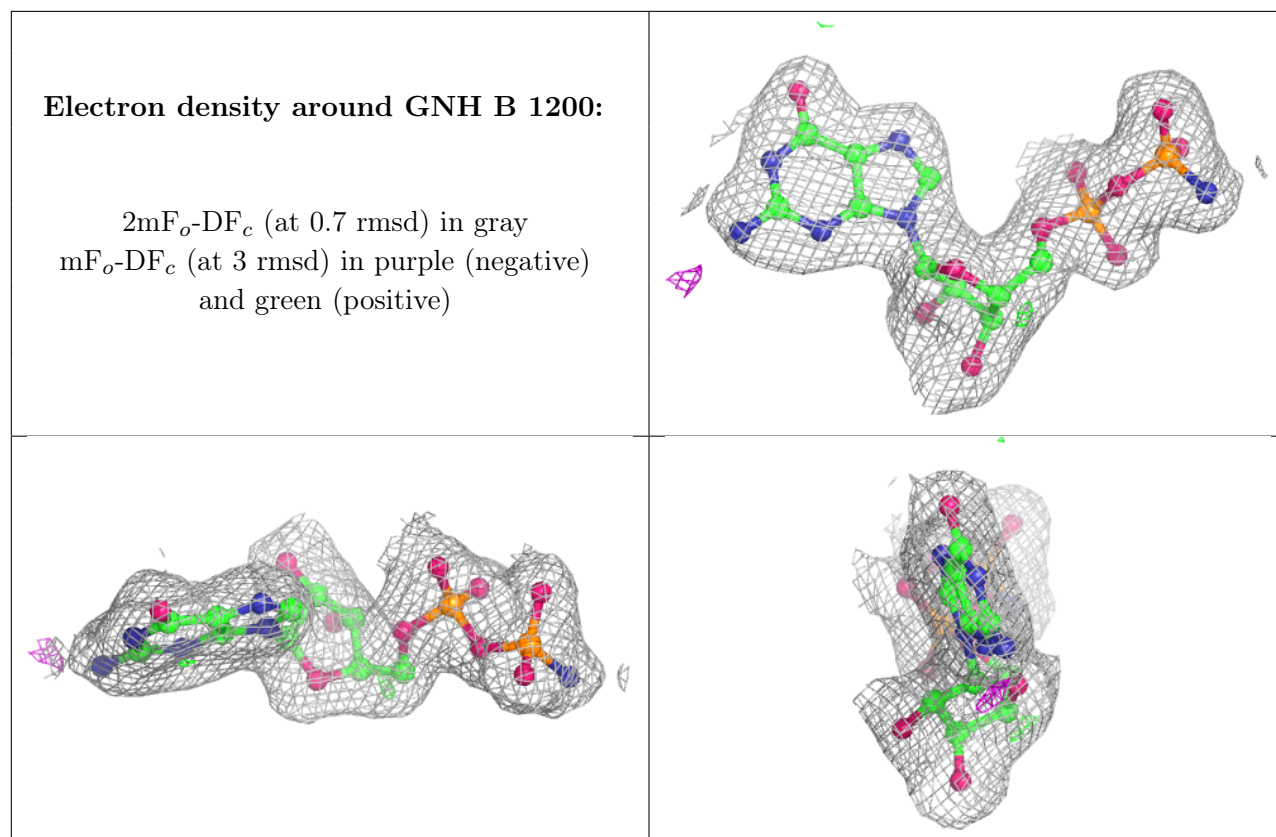 Electron density around GNH B 1200:
2mFₒ-DF𝒸 (at 0.7 rmsd) in gray
mFₒ-DF𝒸 (at 3 rmsd) in purple (negative)
and green (positive)